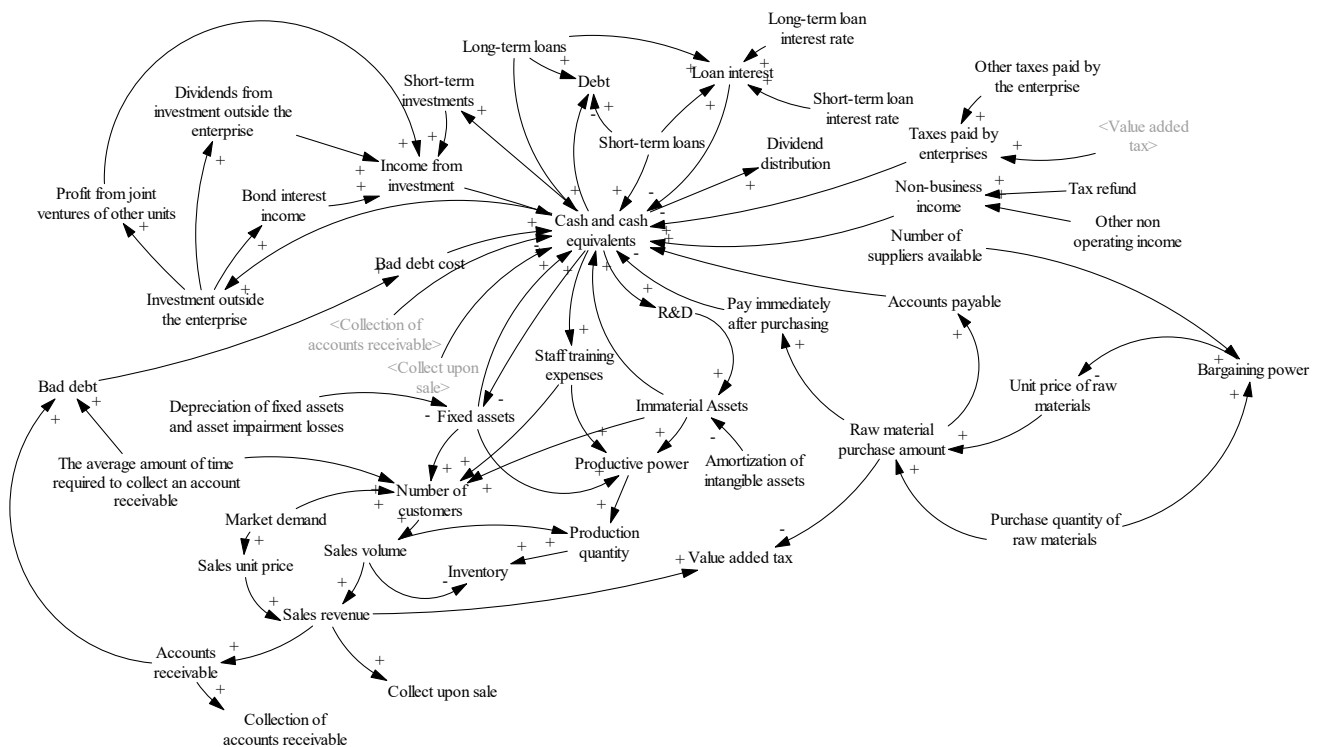 Long-term loan
interest rate
Long-term loans
Loan interest
Debt
Short-term
investments
Other taxes paid by
the enterprise
Dividends from
investment outside the
enterprise
Short-term loan
interest rate
Short-term loans
Taxes paid by
enterprises
<Value added
tax>
Dividend
distribution
Income from
investment
Profit from joint
ventures of other units
Bond interest
income
Non-business
income
Tax refund
Other non
operating income
Cash and cash
equivalents
Number of
suppliers available
Bad debt cost
Investment outside
the enterprise
<Collection of
accounts receivable>
<Collect upon
sale>
R&D
Pay immediately
after purchasing
Accounts payable
Staff training
expenses
Bargaining power
Bad debt
Unit price of raw
materials
Depreciation of fixed assets
and asset impairment losses
Fixed assets
Immaterial Assets
Raw material
purchase amount
The average amount of time
required to collect an account
receivable
Productive power
Amortization of
intangible assets
Number of
customers
Market demand
Purchase quantity of
raw materials
Production
quantity
Sales volume
Sales unit price
Inventory
Value added tax
Sales revenue
Accounts
receivable
Collect upon sale
Collection of
accounts receivable